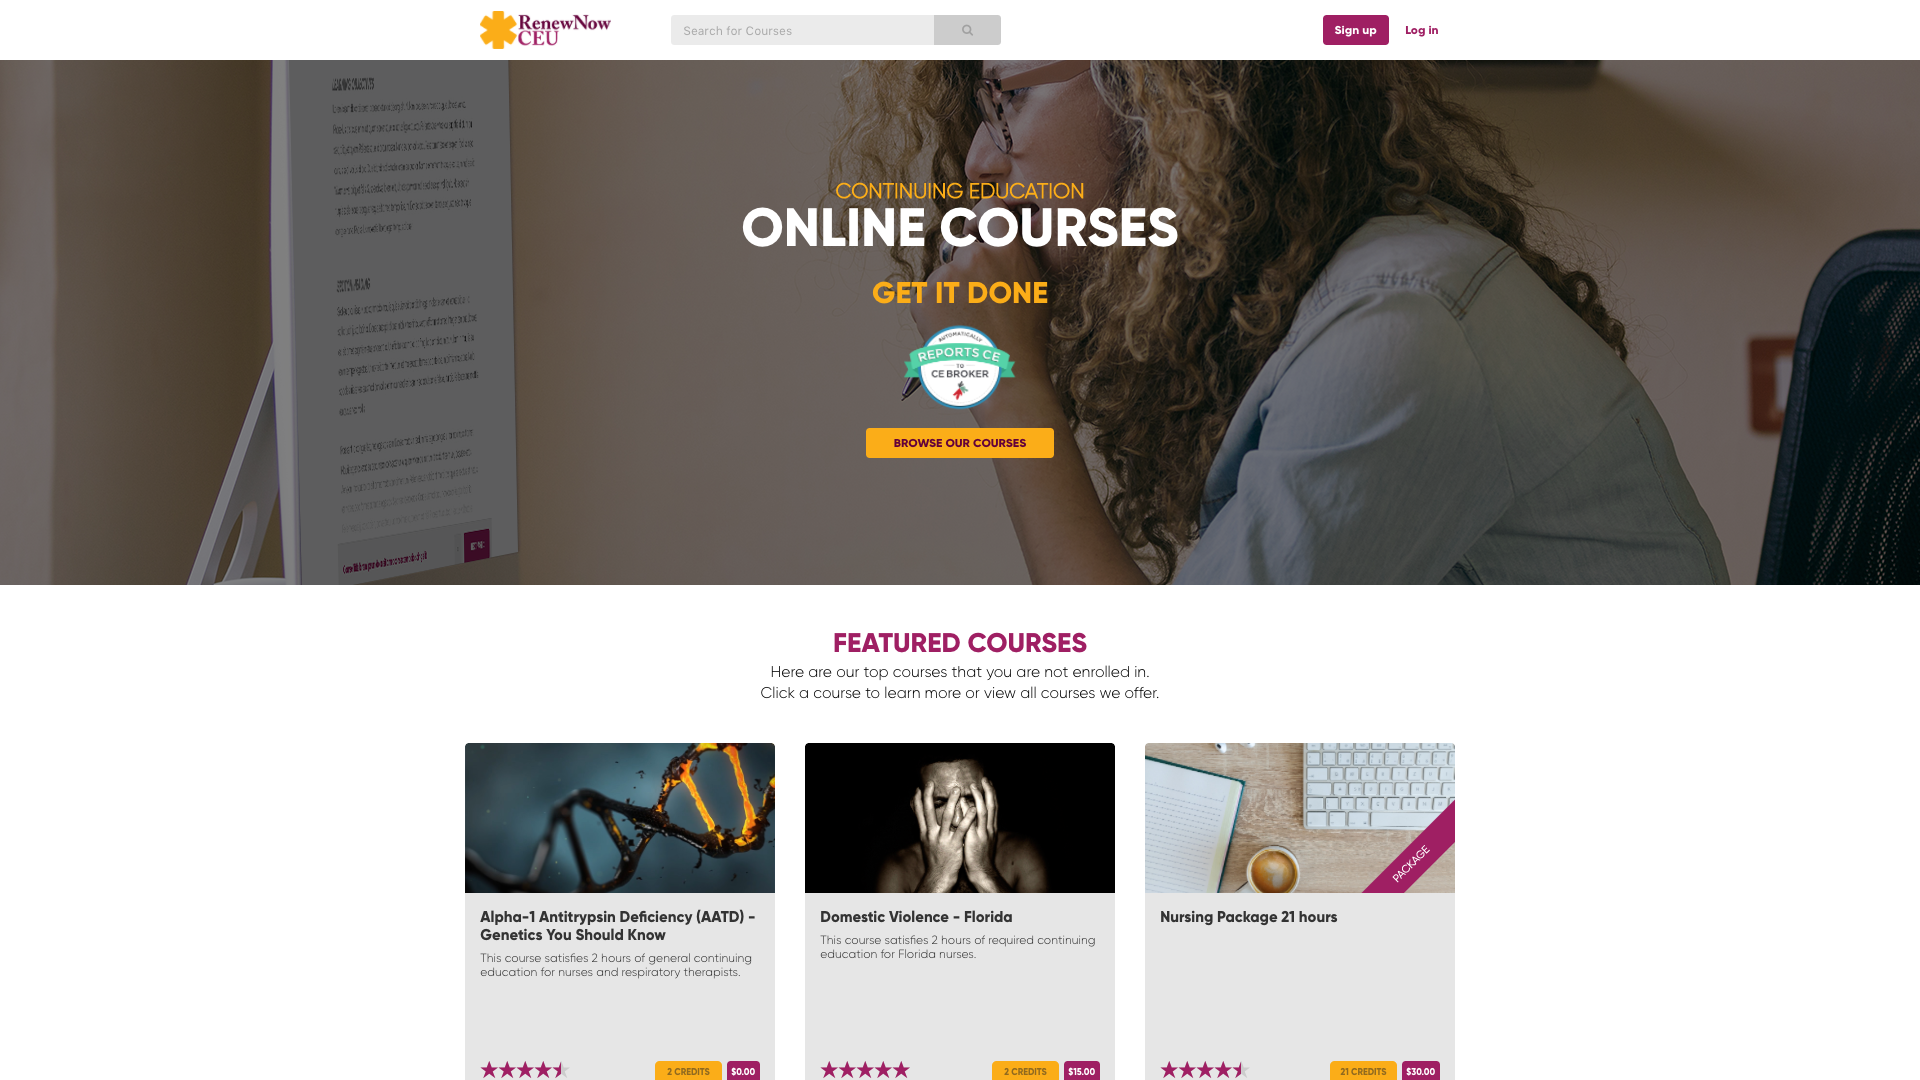 RenewNow
CEU
Search for Courses
Sign up
Log in
CONTINUING EDUCATION
ONLINE COURSES
GET IT DONE
AUTOMATICALLY
REPORTS CE
TO
CE BROKER
BROWSE OUR COURSES
FEATURED COURSES
Here are our top courses that you are not enrolled in.
Click a course to learn more or view all courses we offer.
PACKAGE
Alpha-1 Antitrypsin Deficiency (AATD) -
Genetics You Should Know
This course satisfies 2 hours of general continuing
education for nurses and respiratory therapists.
2 CREDITS
$0.00
Domestic Violence - Florida
This course satisfies 2 hours of required continuing
education for Florida nurses.
2 CREDITS
$15.00
Nursing Package 21 hours
21 CREDITS
$30.00